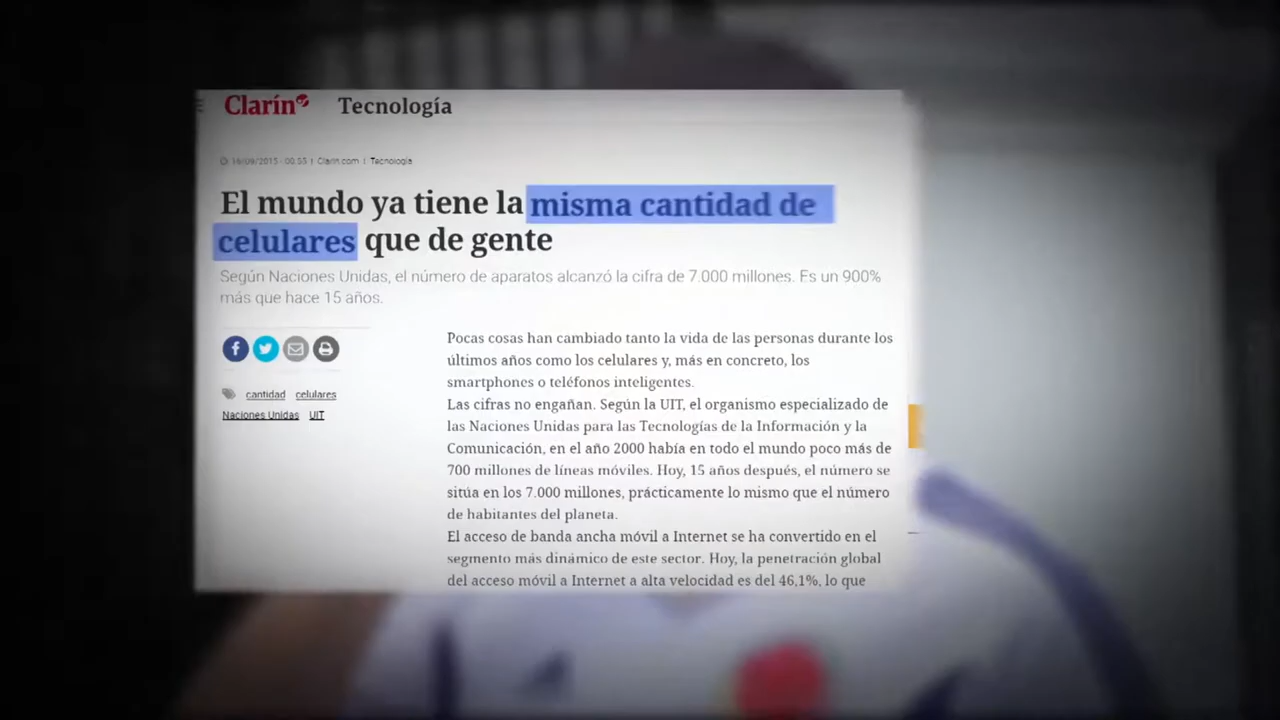 Clarín Tecnología
16/09/2015 - 00:55 | Clarin.com | Tecnología
El mundo ya tiene la misma cantidad de
celulares que de gente
Según Naciones Unidas, el número de aparatos alcanzó la cifra de 7.000 millones. Es un 900%
más que hace 15 años.
cantidad celulares
Naciones Unidas UIT
Pocas cosas han cambiado tanto la vida de las personas durante los
últimos años como los celulares y, más en concreto, los
smartphones o teléfonos inteligentes.
Las cifras no engañan. Según la UIT, el organismo especializado de
las Naciones Unidas para las Tecnologías de la Información y la
Comunicación, en el año 2000 había en todo el mundo poco más de
700 millones de líneas móviles. Hoy, 15 años después, el número se
sitúa en los 7.000 millones, prácticamente lo mismo que el número
de habitantes del planeta.
El acceso de banda ancha móvil a Internet se ha convertido en el
segmento más dinámico de este sector. Hoy, la penetración global
del acceso móvil a Internet a alta velocidad es del 46,1%, lo que